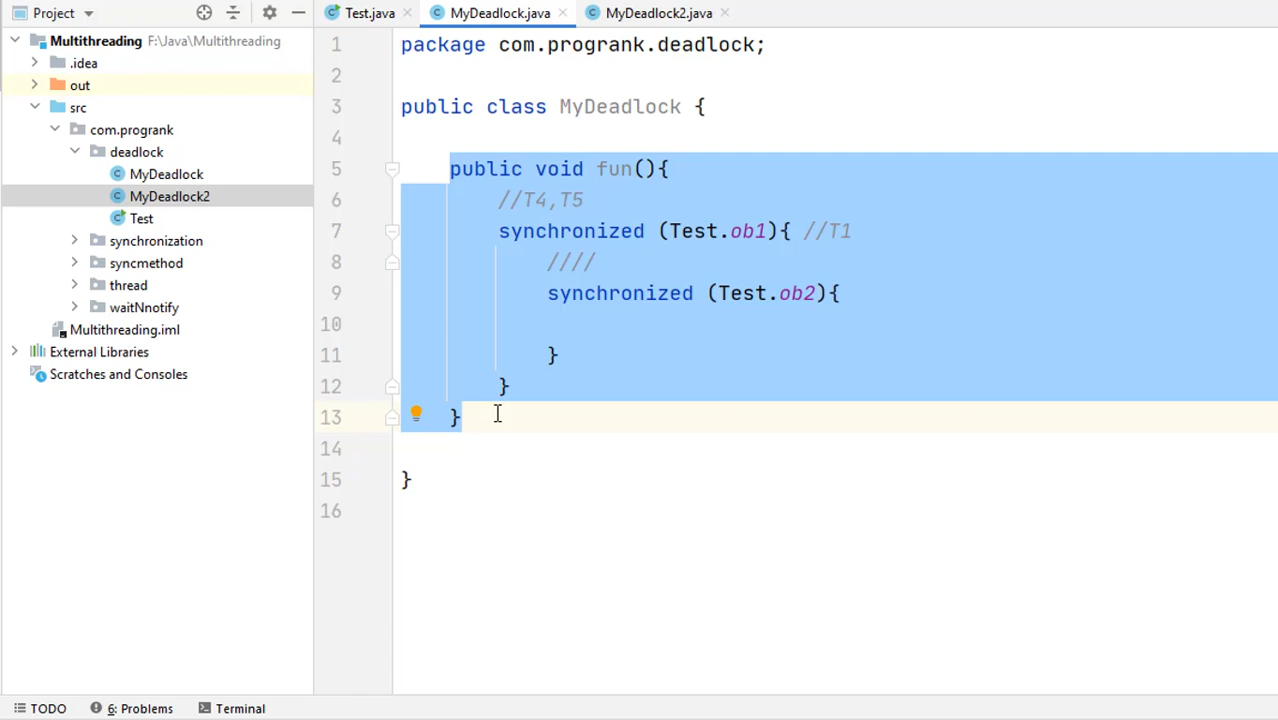 Project
Test.java
MyDeadlock.java
MyDeadlock2.java
Multithreading F:\Java\Multithreading
.idea
out
src
com.progrank
deadlock
MyDeadlock
MyDeadlock2
Test
synchronization
syncmethod
thread
waitNnotify
Multithreading.iml
External Libraries
Scratches and Consoles
1 package com.progrank.deadlock;
2
3 public class MyDeadlock {
4
5 public void fun(){
6 //T4,T5
7 synchronized (Test.ob1){ //T1
8 ////
9 synchronized (Test.ob2){
10
11 }
12 }
13 }
14
15 }
16
TODO
6: Problems
Terminal